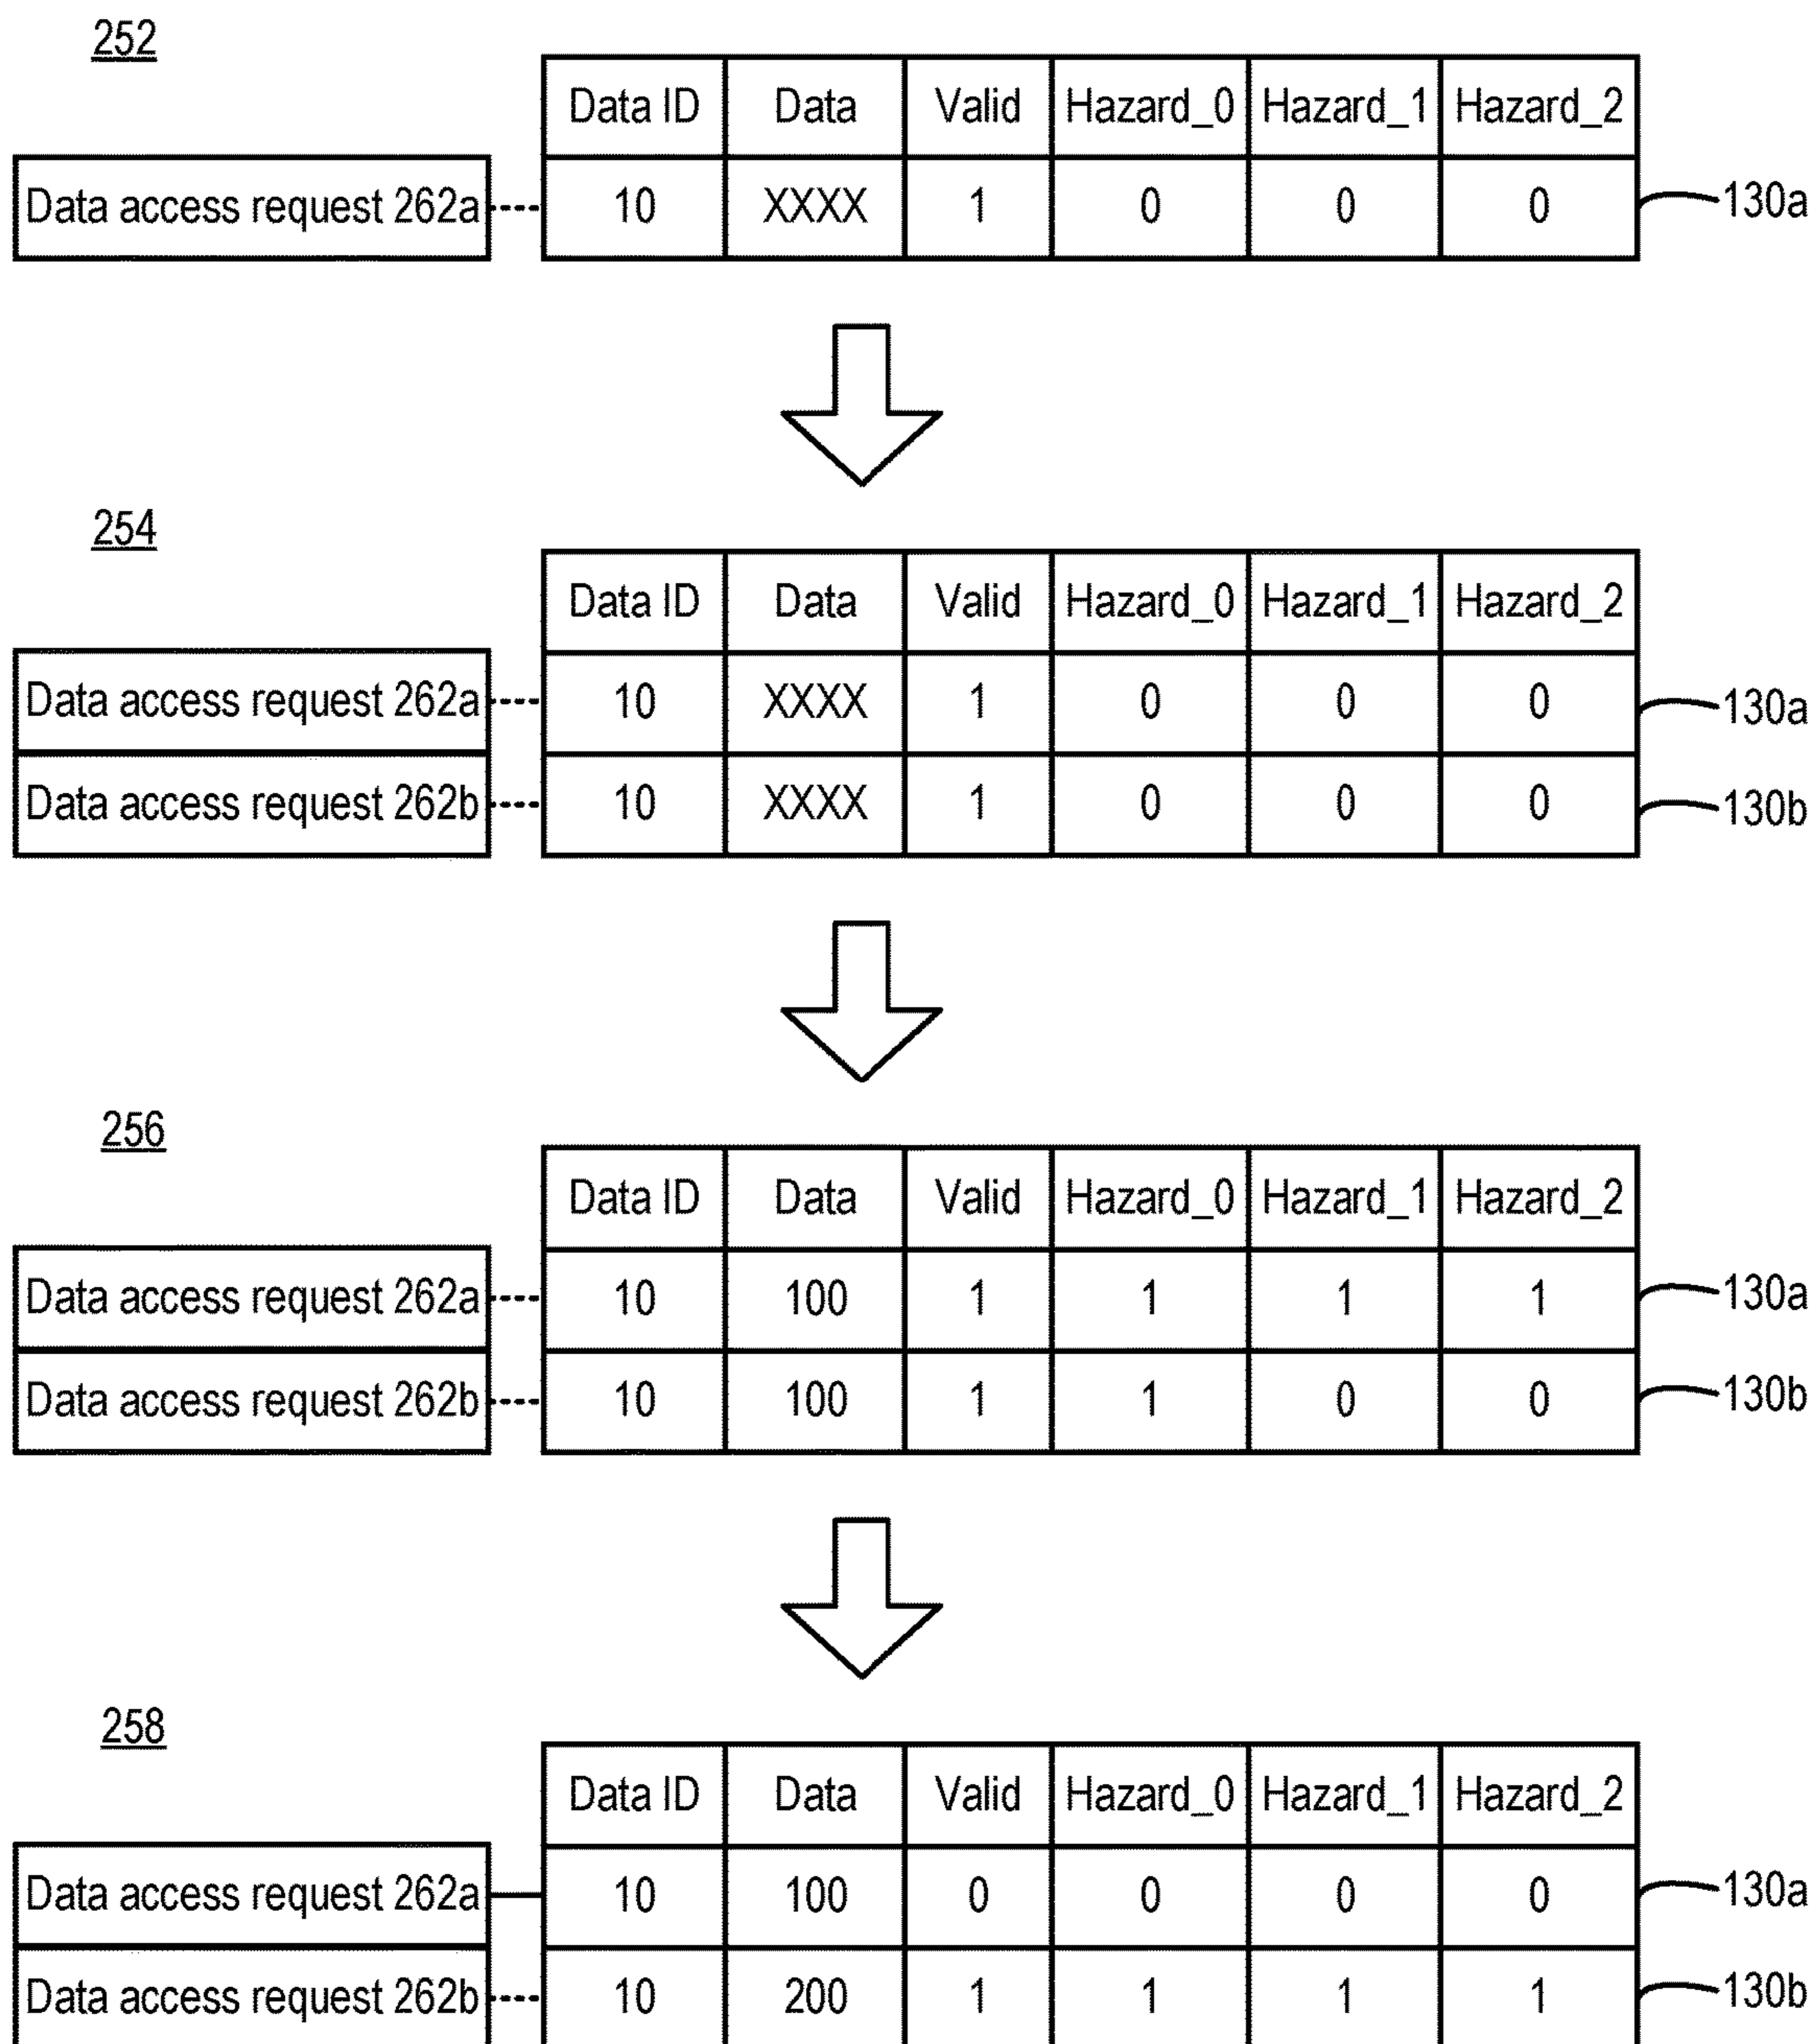 252
Data ID Data Valid Hazard_0 Hazard_1 Hazard_2
Data access request 262a 10 XXXX 1 0 0 0 130a
254
Data ID Data Valid Hazard_0 Hazard_1 Hazard_2
Data access request 262a 10 XXXX 1 0 0 0 130a
Data access request 262b 10 XXXX 1 0 0 0 130b
256
Data ID Data Valid Hazard_0 Hazard_1 Hazard_2
Data access request 262a 10 100 1 1 1 1 130a
Data access request 262b 10 100 1 1 0 0 130b
258
Data ID Data Valid Hazard_0 Hazard_1 Hazard_2
Data access request 262a 10 100 0 0 0 0 130a
Data access request 262b 10 200 1 1 1 1 130b